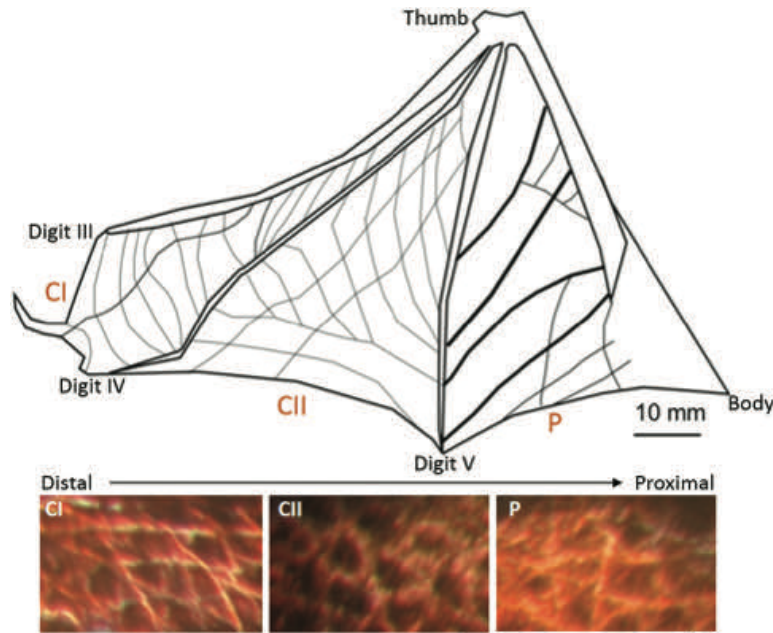 Thumb
Digit III
CI
Digit IV
CII
Digit V
P
Body
10 mm
Distal
Proximal
CI
CII
P